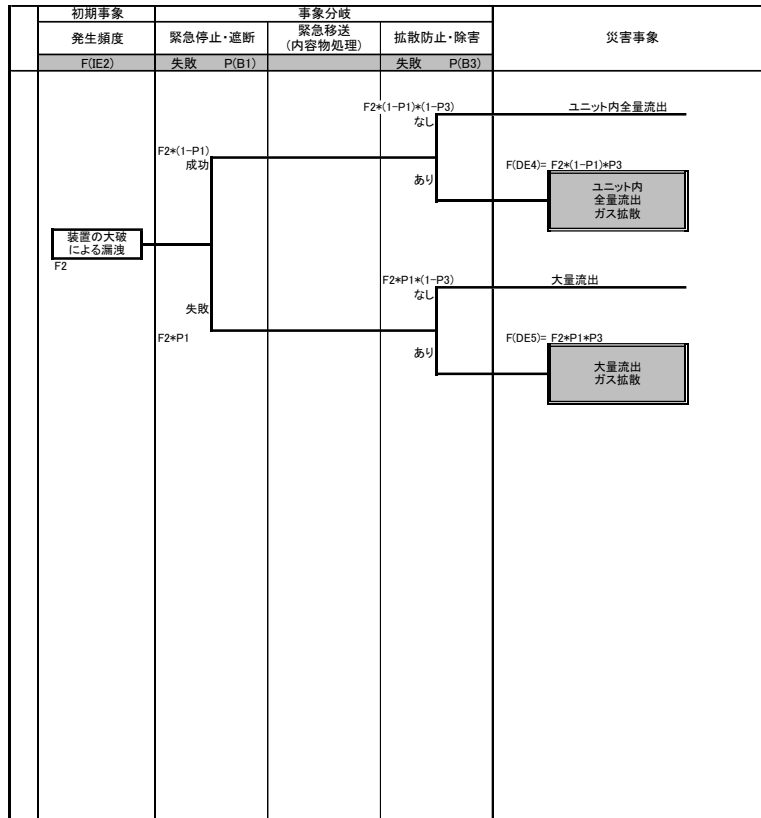 初期事象
事象分岐
発生頻度
緊急停止・遮断
緊急移送
(内容物処理)
拡散防止・除害
災害事象
F(IE2)
失敗 P(B1)
失敗 P(B3)
F2*(1-P1)*(1-P3)
なし
ユニット内全量流出
F2*(1-P1)
成功
あり
F(DE4)= F2*(1-P1)*P3
ユニット内
全量流出
ガス拡散
装置の大破
による漏洩
F2
F2*P1*(1-P3)
なし
大量流出
失敗
F2*P1
あり
F(DE5)= F2*P1*P3
大量流出
ガス拡散